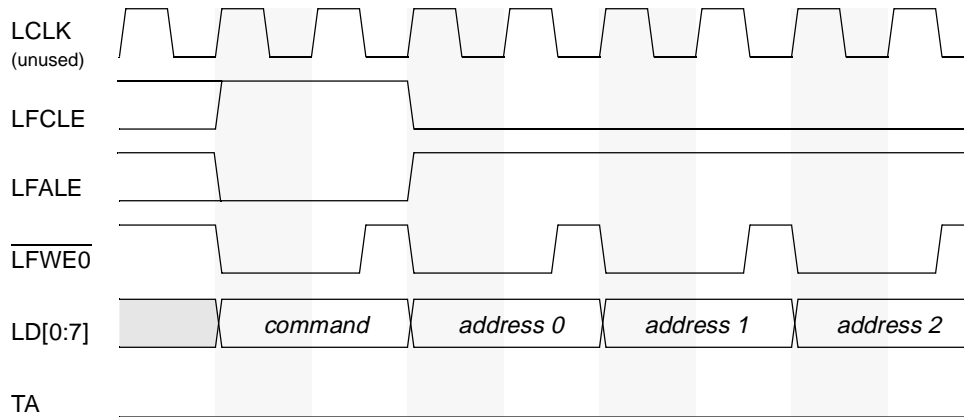 LCLK
(unused)
LFCLE
LFALE
LFWE0
LD[0:7] command address 0 address 1 address 2
TA